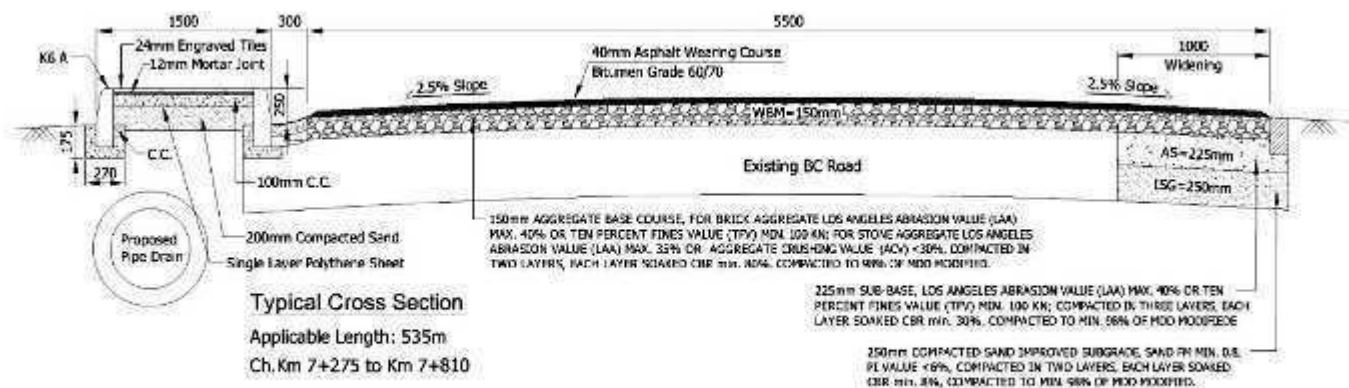 1500
300
5500
24mm Engraved Tiles
K6 A
12mm Mortar Joint
40mm Asphalt Wearing Course
Bitumen Grade 60/70
1000
Widening
2.5% Slope
2.5% Slope
250
WBM=150mm
175
C.C.
270
100mm C.C.
Existing BC Road
AS=225mm
ISG=250mm
Proposed
Pipe Drain
200mm Compacted Sand
Single Layer Polythene Sheet
150mm AGGREGATE BASE COURSE, FOR BRICK AGGREGATE LOS ANGELES ABRASION VALUE (LAA)
MAX. 40% OR TEN PERCENT FINES VALUE (TFV) MIN. 100 KN; FOR STONE AGGREGATE LOS ANGELES
ABRASION VALUE (LAA) MAX. 35% OR AGGREGATE CRUSHING VALUE (ACV) <30%. COMPACTED IN
TWO LAYERS, EACH LAYER SOAKED CBR min. 80%. COMPACTED TO 98% OF MDD MODIFIED.
225mm SUB-BASE, LOS ANGELES ABRASION VALUE (LAA) MAX. 40% OR TEN
PERCENT FINES VALUE (TFV) MIN. 100 KN; COMPACTED IN THREE LAYERS, EACH
LAYER SOAKED CBR min. 30%. COMPACTED TO MIN. 98% OF MDD MODIFIEDE
250mm COMPACTED SAND IMPROVED SUBGRADE, SAND FM MIN. 0.8,
PI VALUE <6%, COMPACTED IN TWO LAYERS, EACH LAYER SOAKED
CBR min. 8%, COMPACTED TO MIN. 98% OF MDD MODIFIED.
Typical Cross Section
Applicable Length: 535m
Ch.Km 7+275 to Km 7+810